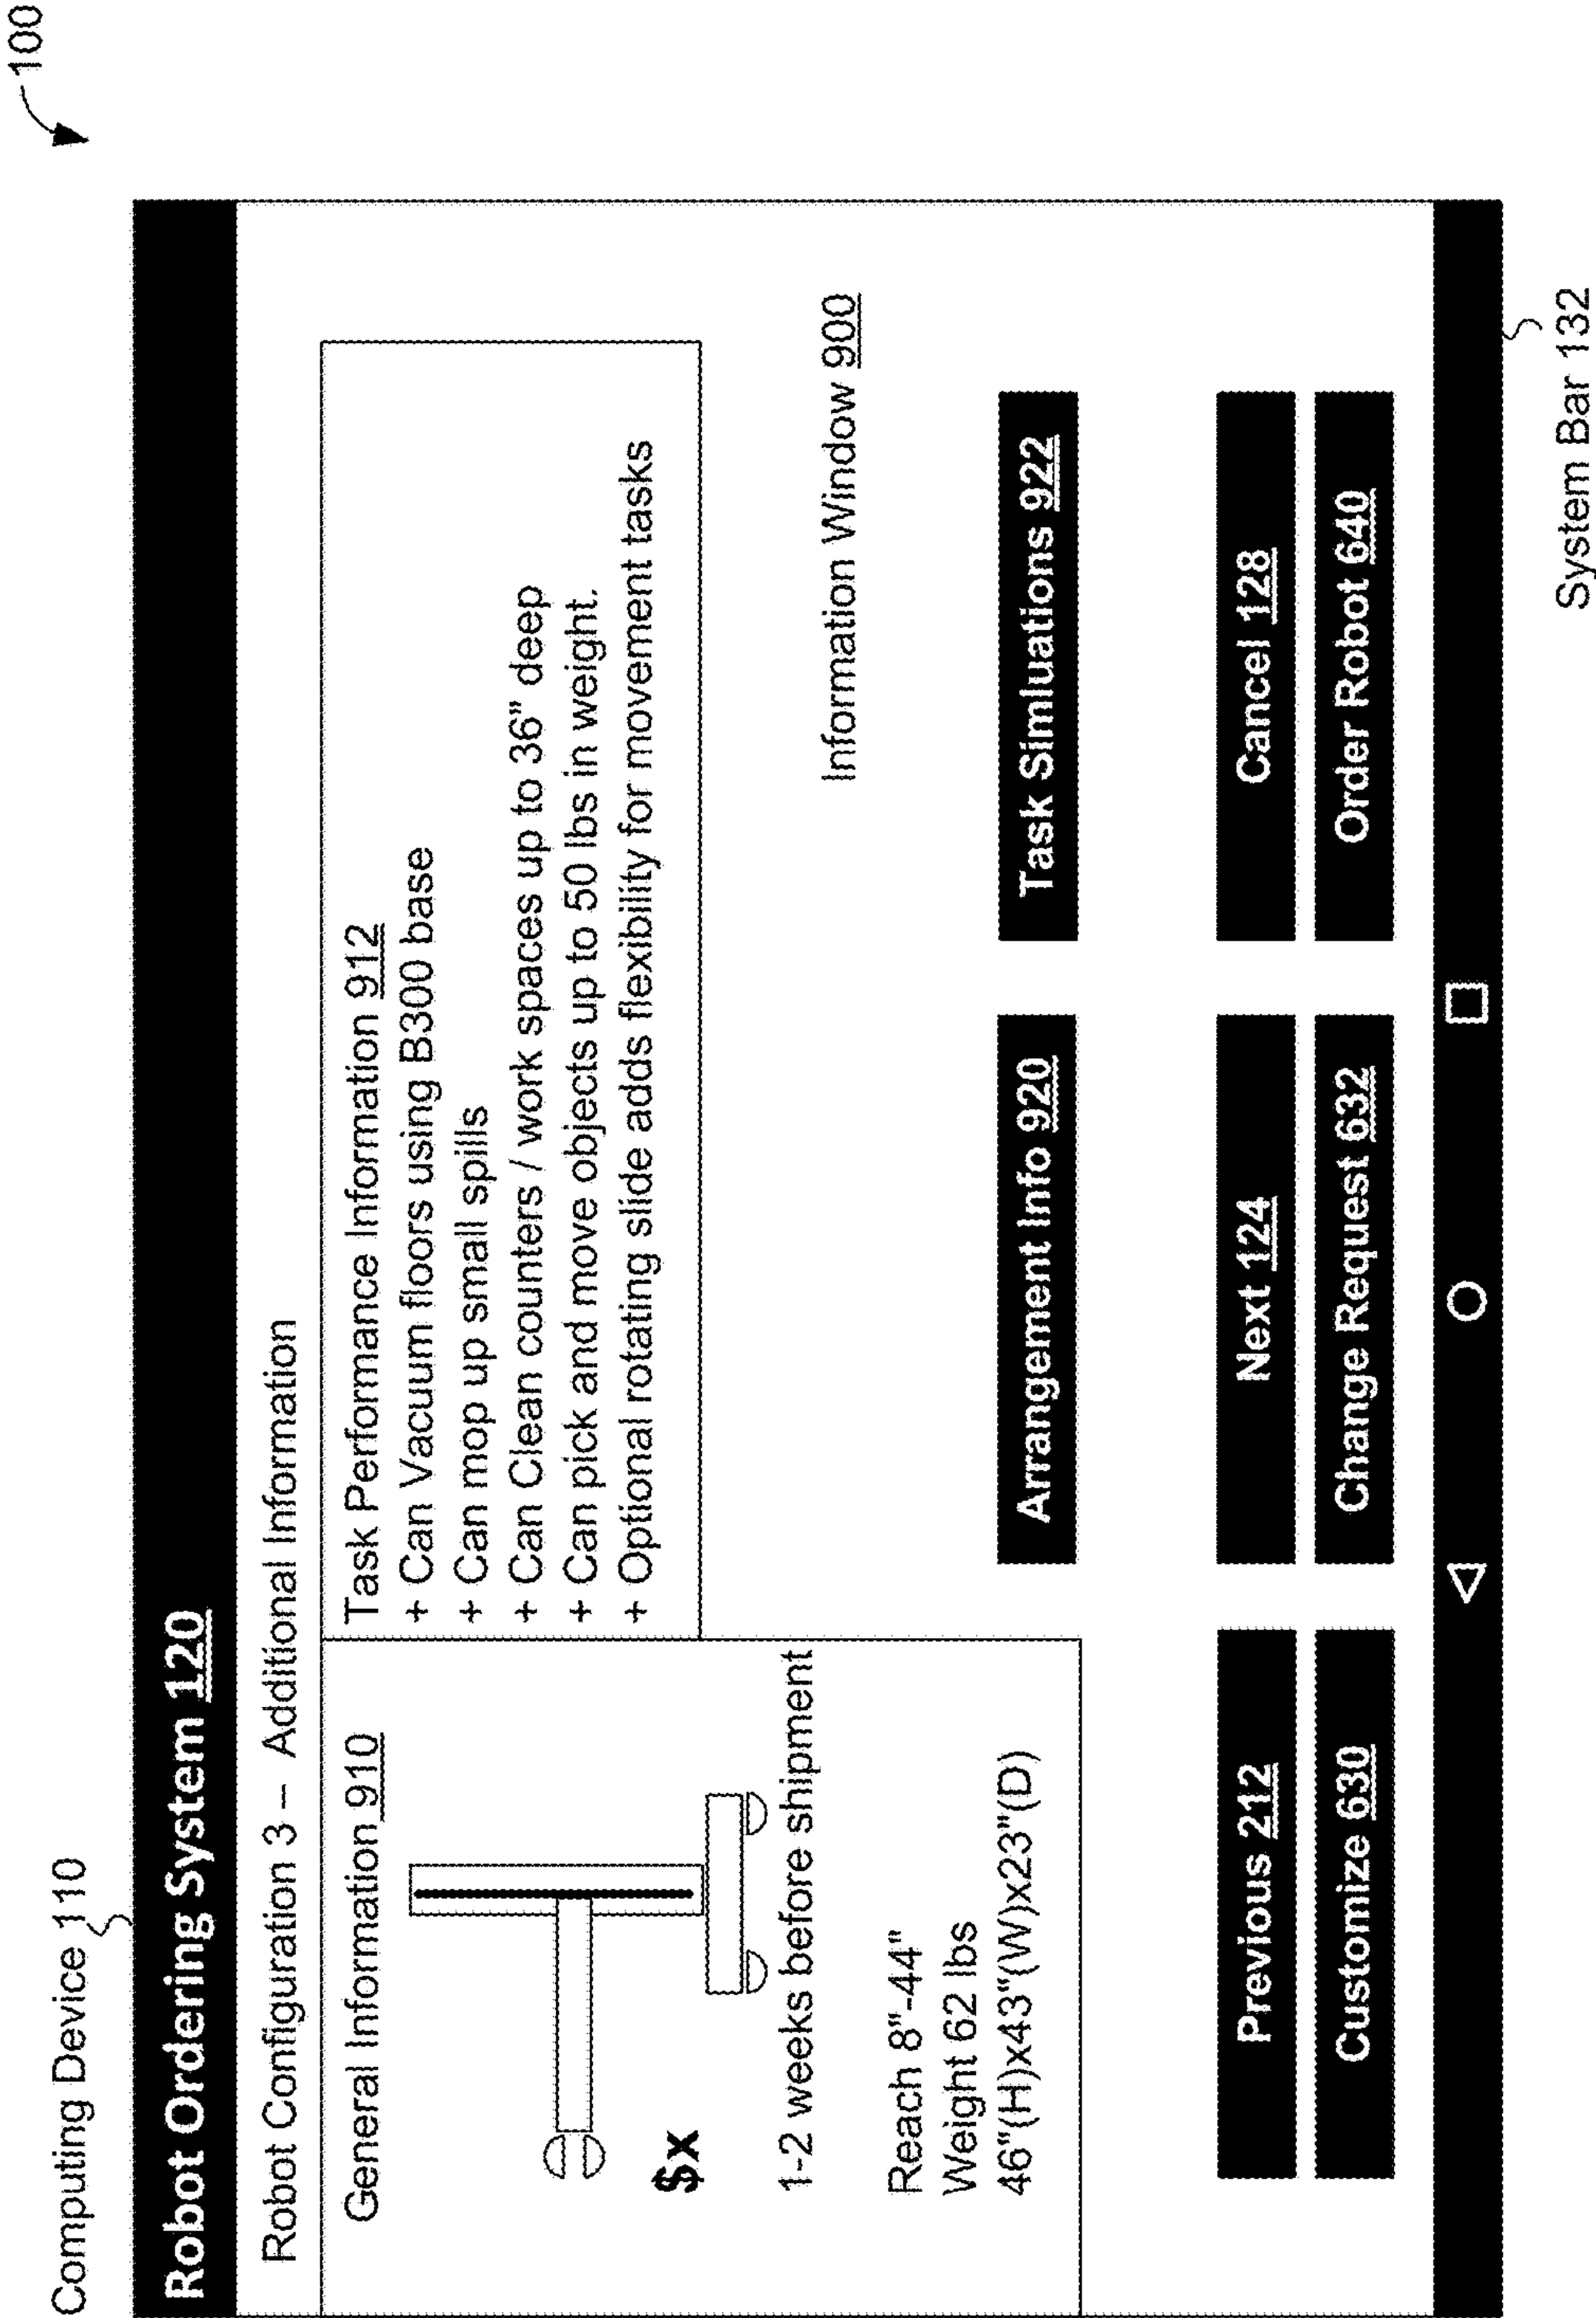 100
Computing Device 110
Robot Ordering System 120
Robot Configuration 3 – Additional Information
General Information 910
$x
1-2 weeks before shipment
Reach 8"-44"
Weight 62 lbs
46"(H)x43"(W)x23"(D)
Task Performance Information 912
+ Can Vacuum floors using B300 base
+ Can mop up small spills
+ Can Clean counters / work spaces up to 36" deep
+ Can pick and move objects up to 50 lbs in weight.
+ Optional rotating slide adds flexibility for movement tasks
Information Window 900
Arrangement Info 920
Task Simluations 922
Previous 212
Next 124
Cancel 128
Customize 630
Change Request 632
Order Robot 640
System Bar 132